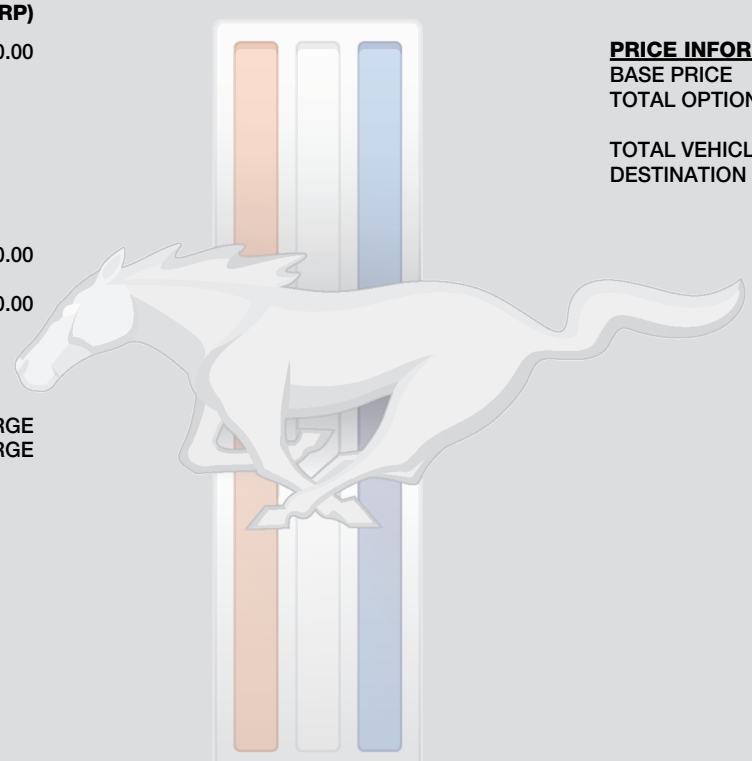 RP)
0.00
0.00
0.00
RGE
RGE
PRICE INFOR
BASE PRICE
TOTAL OPTION
TOTAL VEHICL
DESTINATION